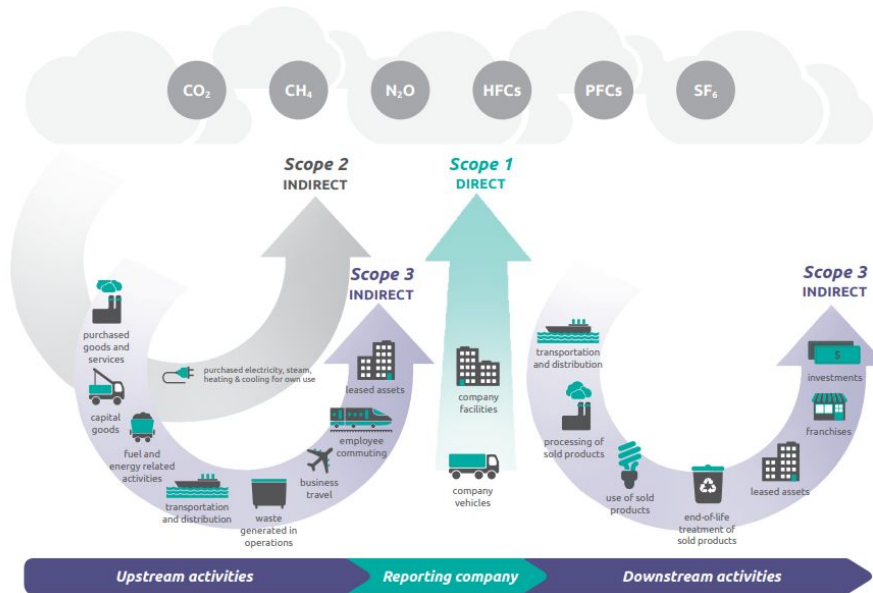 CO₂
CH₄
N₂O
HFCs
PFCs
SF₆
Scope 2
INDIRECT
Scope 1
DIRECT
Scope 3
INDIRECT
Scope 3
INDIRECT
purchased
goods and
services
capital
goods
fuel and
energy related
activities
transportation
and distribution
waste
generated in
operations
business
travel
employee
commuting
leased assets
purchased electricity, steam,
heating & cooling for own use
company
facilities
company
vehicles
transportation
and distribution
processing of
sold products
use of sold
products
end-of-life
treatment of
sold products
leased assets
franchises
$
investments
Upstream activities
Reporting company
Downstream activities